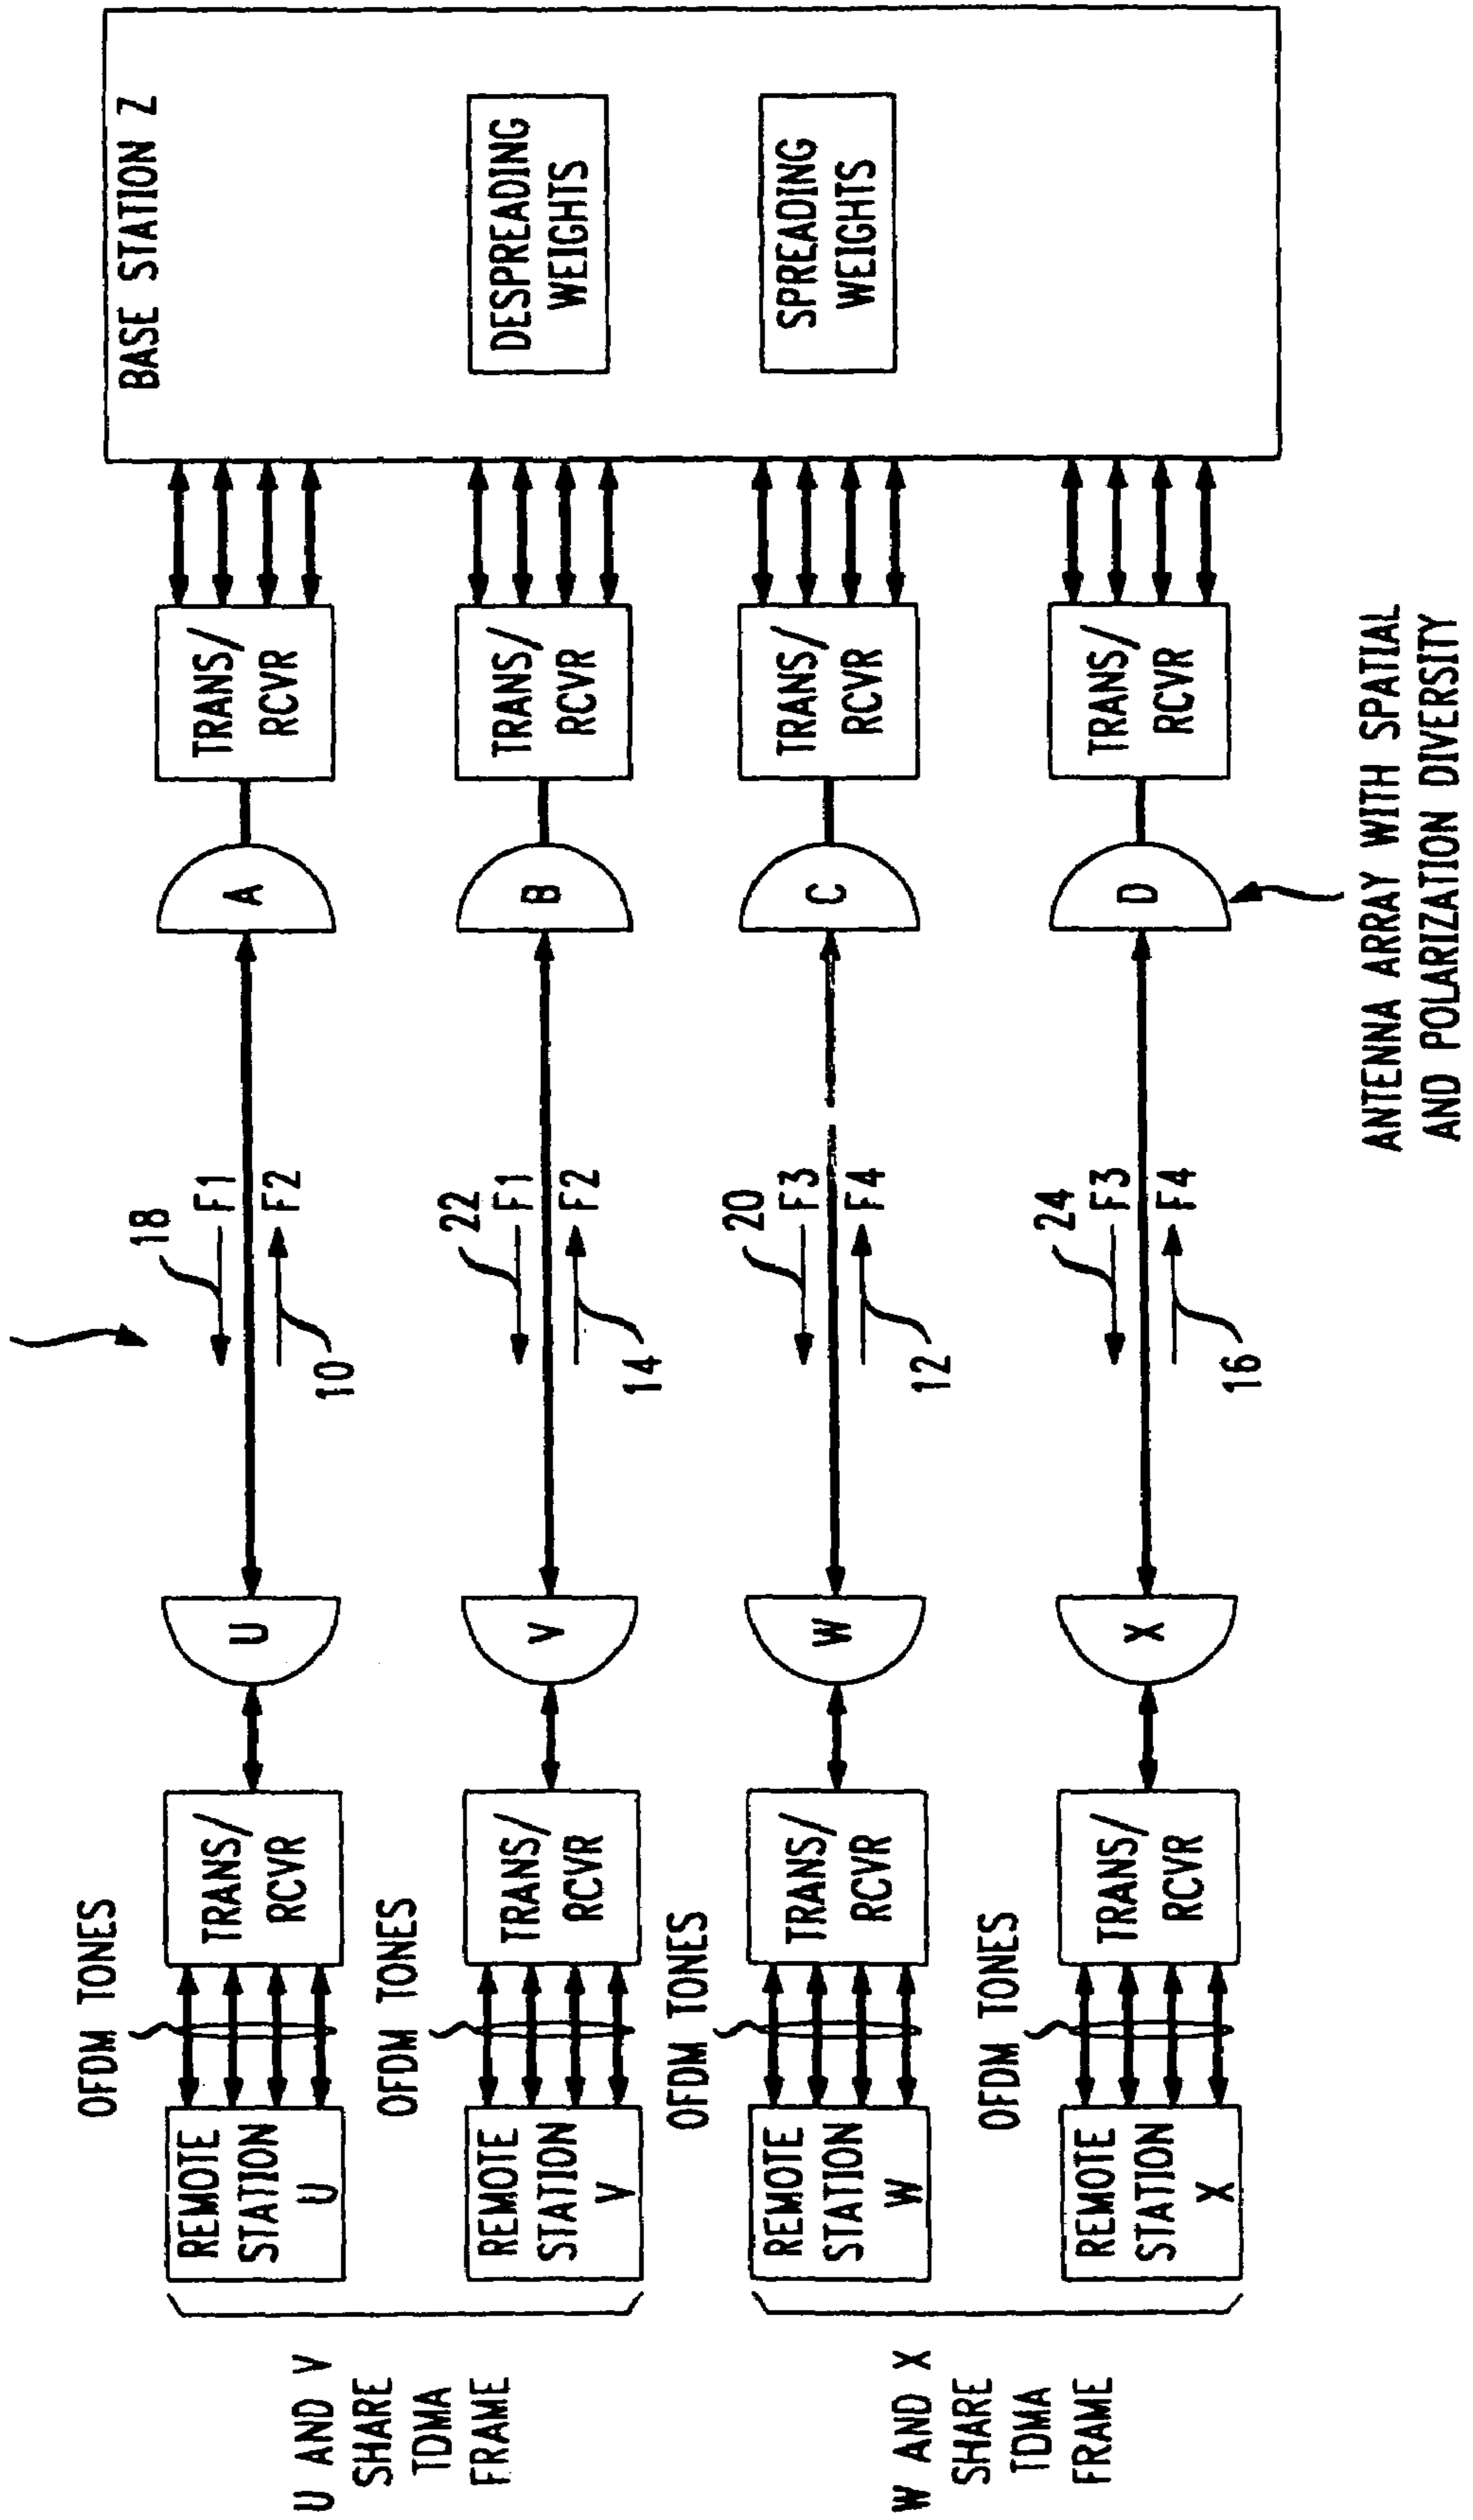 U AND V
SHARE
TDMA
FRAME
REMOTE
STATION
U
OFDM TONES
TRANS/
RCVR
U
18
F1
F2
10
A
TRANS/
RCVR
REMOTE
STATION
V
OFDM TONES
TRANS/
RCVR
V
22
F1
F2
14
B
TRANS/
RCVR
W AND X
SHARE
TDMA
FRAME
REMOTE
STATION
W
OFDM TONES
TRANS/
RCVR
W
20
F3
F4
12
C
TRANS/
RCVR
REMOTE
STATION
X
OFDM TONES
TRANS/
RCVR
X
24
F3
F4
16
D
TRANS/
RCVR
BASE STATION Z
DESPREADING
WEIGHTS
SPREADING
WEIGHTS
ANTENNA ARRAY WITH SPATIAL
AND POLARIZATION DIVERSITY